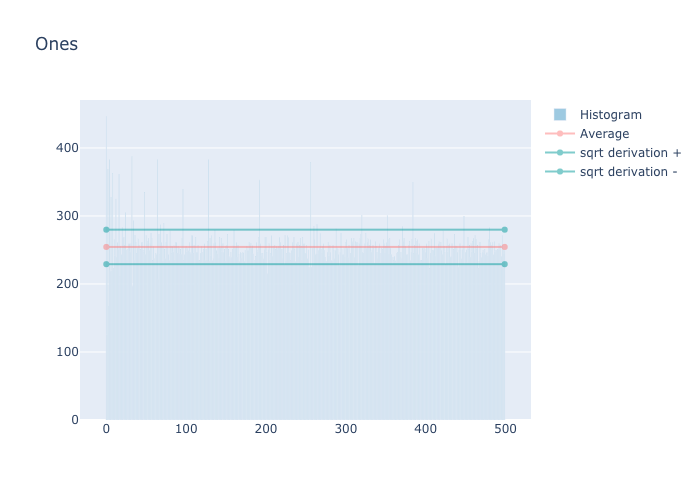 Ones
400
300
200
100
0
0 100 200 300 400 500
Histogram
Average
sqrt derivation +
sqrt derivation -